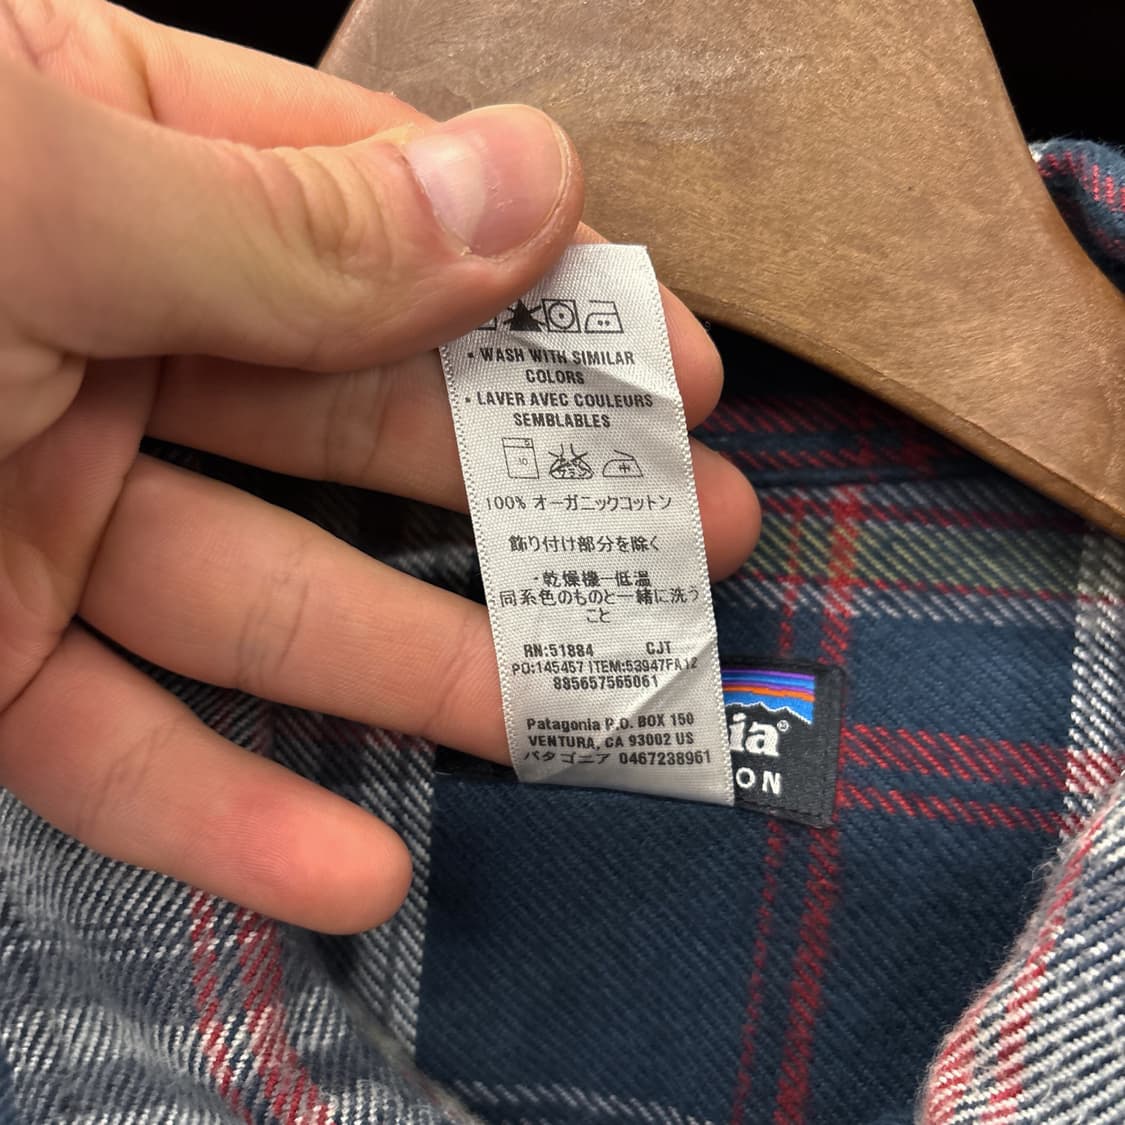 • WASH WITH SIMILAR
COLORS
• LAVER AVEC COULEURS
SEMBLABLES
100% オーガニックコットン
飾り付け部分を除く
・乾燥機一低温
同系色のものと一緒に洗う
こと
RN:51884 CJT
PO:145457 ITEM:53947FA12
885657565061
Patagonia P.O. BOX 150
VENTURA, CA 93002 US
パタゴニア 0467238961
ia®
ON